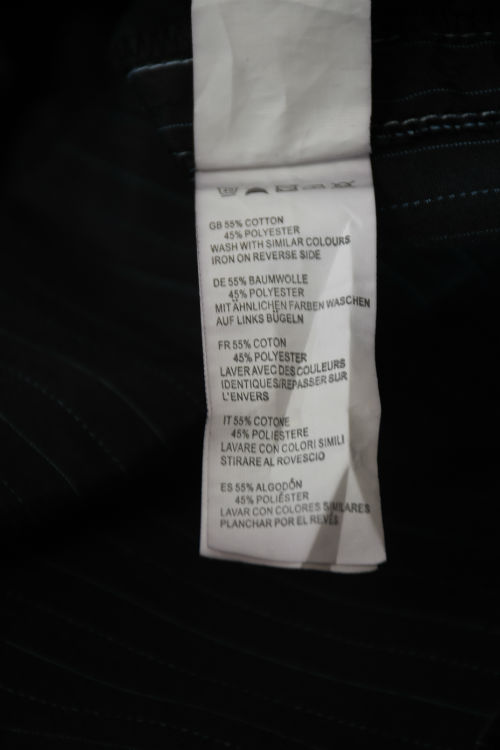 GB 55% COTTON
45% POLYESTER
WASH WITH SIMILAR COLOURS
IRON ON REVERSE SIDE
DE 55% BAUMWOLLE
45% POLYESTER
MIT ÄHNLICHEN FARBEN WASCHEN
AUF LINKS BÜGELN
FR 55% COTON
45% POLYESTER
LAVER AVEC DES COULEURS
IDENTIQUES/REPASSER SUR
L'ENVERS
IT 55% COTONE
45% POLIESTERE
LAVARE CON COLORI SIMILI
STIRARE AL ROVESCIO
ES 55% ALGODÓN
45% POLIÉSTER
LAVAR CON COLORES SIMILARES
PLANCHAR POR EL REVÉS